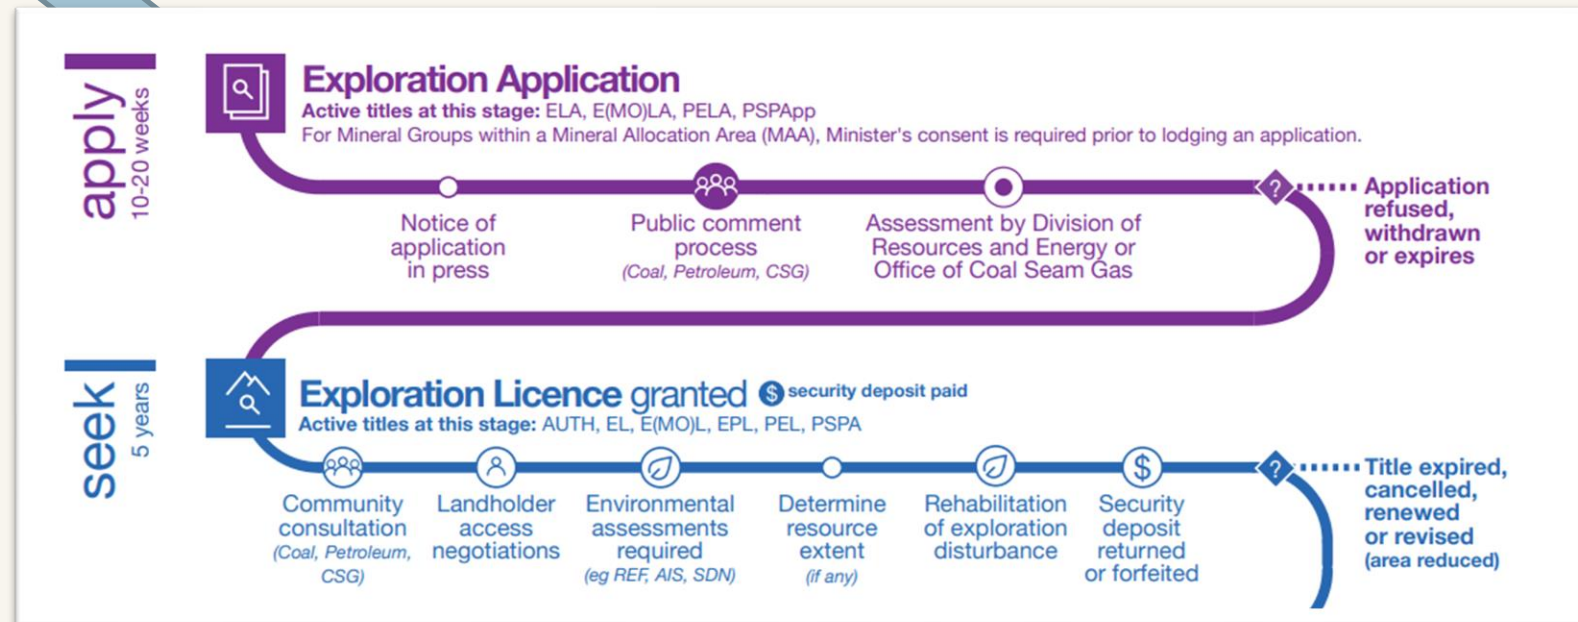 apply
10-20 weeks
Exploration Application
Active titles at this stage: ELA, E(MO)LA, PELA, PSPApp
For Mineral Groups within a Mineral Allocation Area (MAA), Minister's consent is required prior to lodging an application.
Notice of
application
in press
Public comment
process
(Coal, Petroleum, CSG)
Assessment by Division of
Resources and Energy or
Office of Coal Seam Gas
?
Application
refused,
withdrawn
or expires
seek
5 years
Exploration Licence granted $ security deposit paid
Active titles at this stage: AUTH, EL, E(MO)L, EPL, PEL, PSPA
Community
consultation
(Coal, Petroleum,
CSG)
Landholder
access
negotiations
Environmental
assessments
required
(eg REF, AIS, SDN)
Determine
resource
extent
(if any)
Rehabilitation
of exploration
disturbance
$
Security
deposit
returned
or forfeited
?
Title expired,
cancelled,
renewed
or revised
(area reduced)